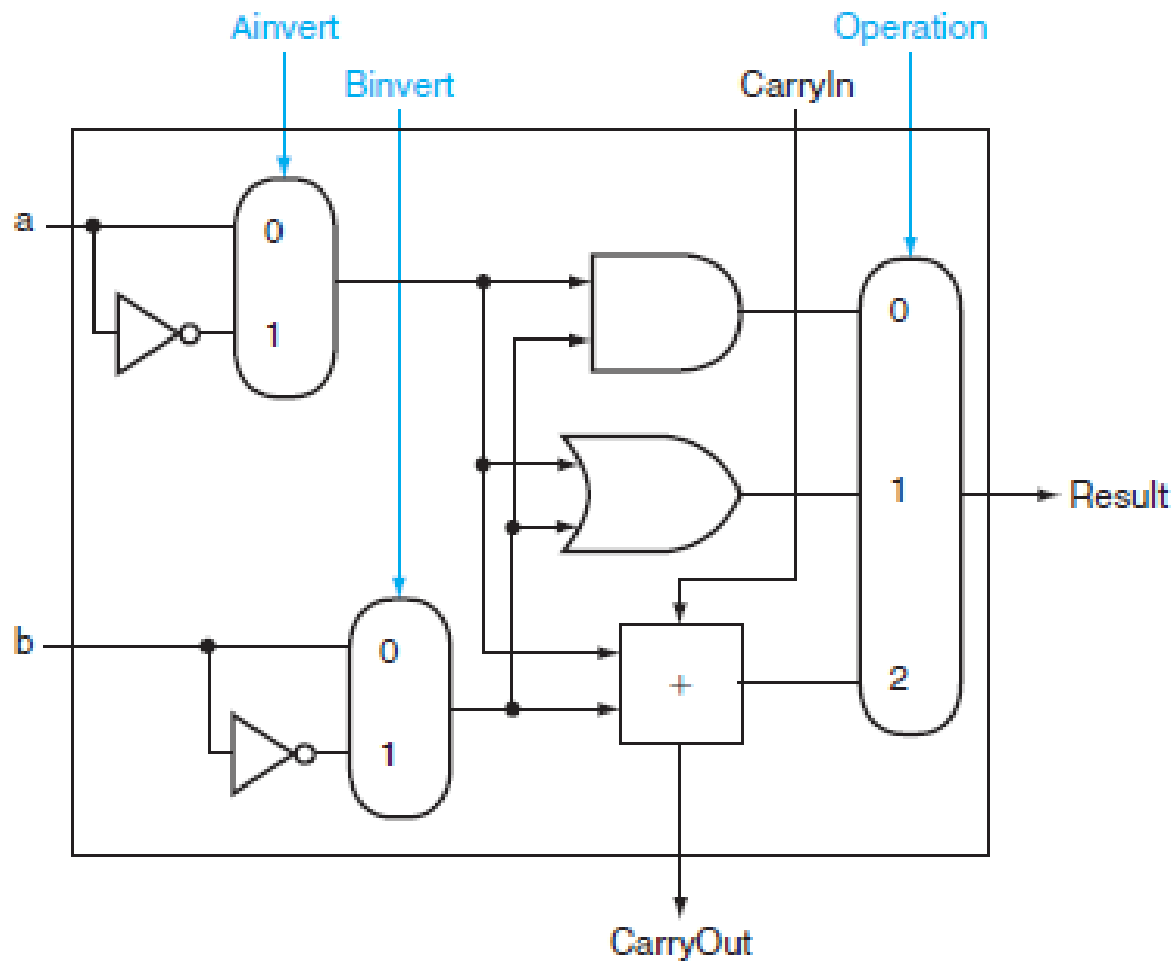 Ainvert
Operation
Binvert
CarryIn
a
0
1
0
1
Result
b
0
1
+
2
CarryOut